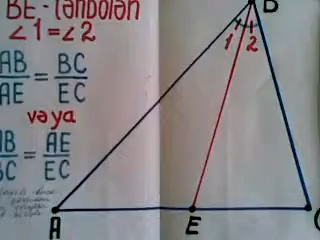 BE - tənbölən
∠1=∠2
AB/AE = BC/EC
və ya
AB/BC = AE/EC
B
1 2
A E C